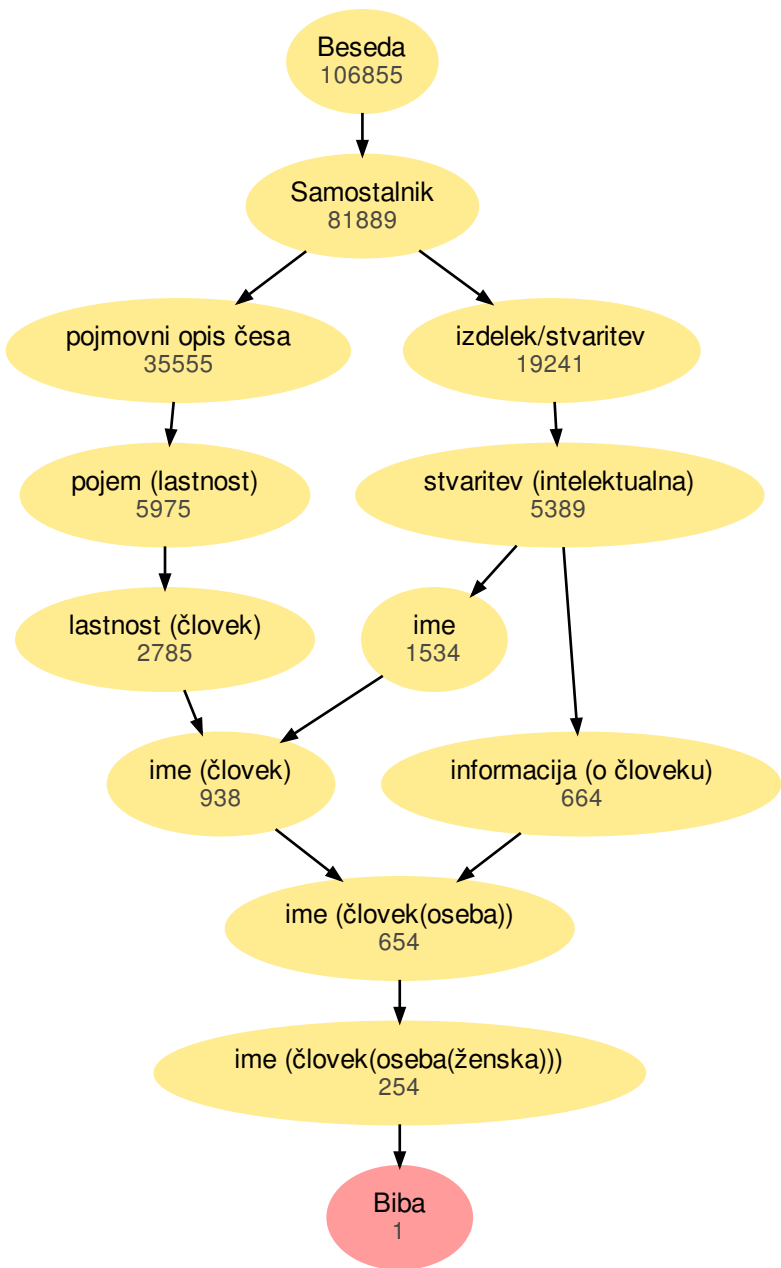 Beseda
106855
Samostalnik
81889
pojmovni opis česa
35555
izdelek/stvaritev
19241
pojem (lastnost)
5975
stvaritev (intelektualna)
5389
lastnost (človek)
2785
ime
1534
ime (človek)
938
informacija (o človeku)
664
ime (človek(oseba))
654
ime (človek(oseba(ženska)))
254
Biba
1